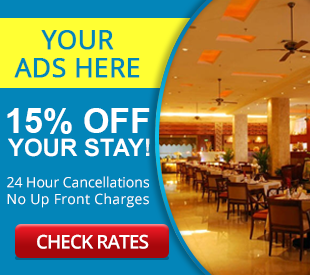 YOUR
ADS HERE
15% OFF
YOUR STAY!
24 Hour Cancellations
No Up Front Charges
CHECK RATES